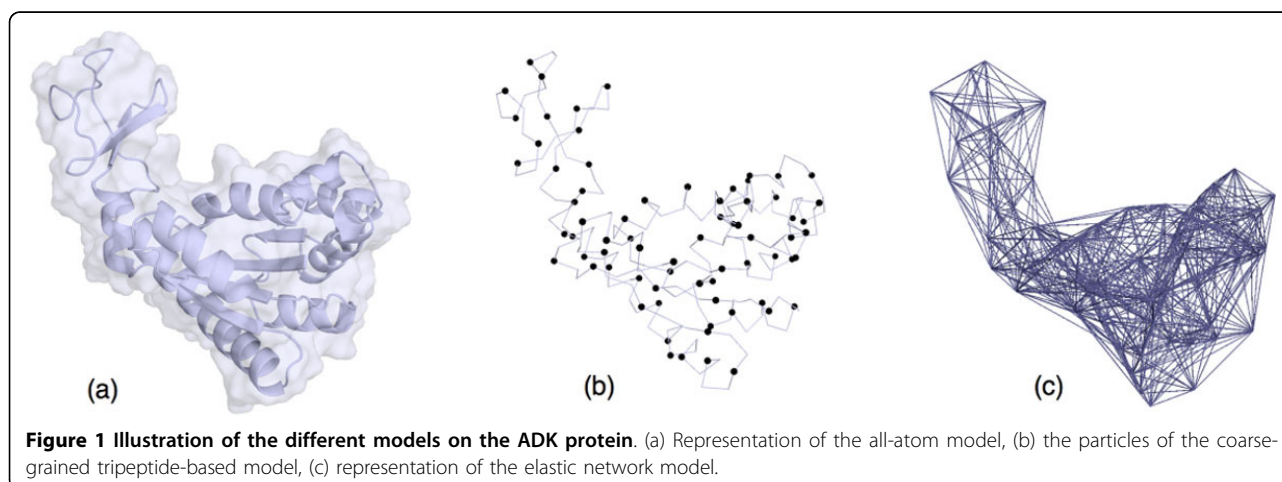 (a)
(b)
(c)
Figure 1 Illustration of the different models on the ADK protein. (a) Representation of the all-atom model, (b) the particles of the coarse-
grained tripeptide-based model, (c) representation of the elastic network model.